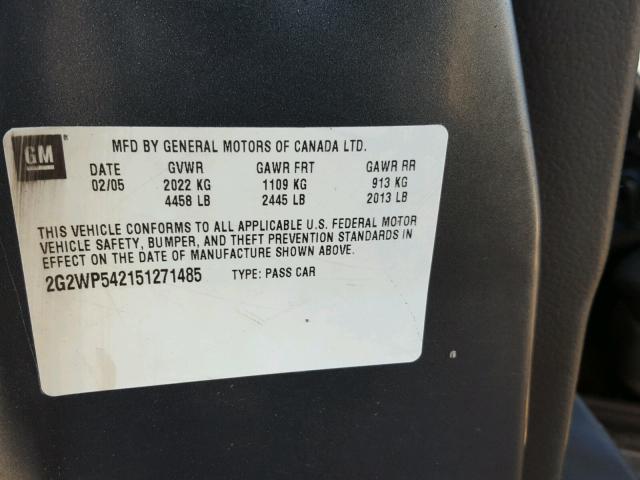 GM ® MFD BY GENERAL MOTORS OF CANADA LTD.
DATE GVWR GAWR FRT GAWR RR
02/05 2022 KG 1109 KG 913 KG
4458 LB 2445 LB 2013 LB
THIS VEHICLE CONFORMS TO ALL APPLICABLE U.S. FEDERAL MOTOR
VEHICLE SAFETY, BUMPER, AND THEFT PREVENTION STANDARDS IN
EFFECT ON THE DATE OF MANUFACTURE SHOWN ABOVE.
2G2WP542151271485 TYPE: PASS CAR